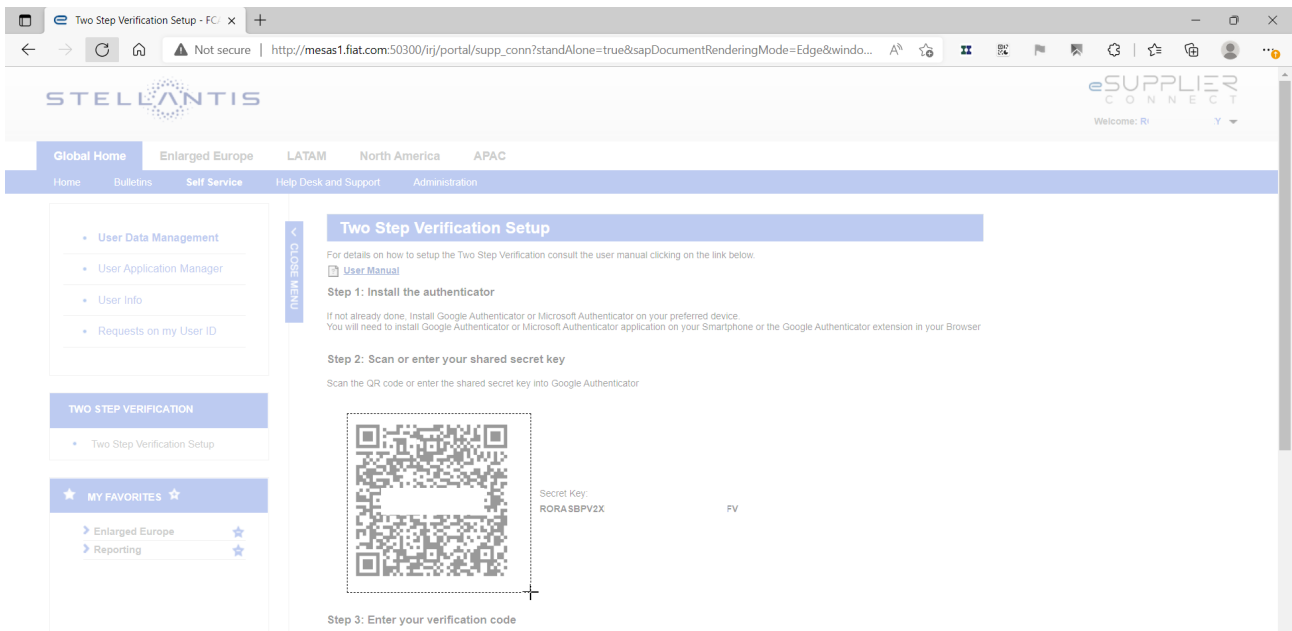 Two Step Verification Setup - FCA
Not secure | http://mesas1.fiat.com:50300/irj/portal/supp_conn?standAlone=true&sapDocumentRenderingMode=Edge&windo...
STELLANTIS
eSUPPLIER
CONNECT
Welcome: R Y
Global Home Enlarged Europe LATAM North America APAC
Home Bulletins Self Service Help Desk and Support Administration
User Data Management
User Application Manager
User Info
Requests on my User ID
TWO STEP VERIFICATION
Two Step Verification Setup
MY FAVORITES
Enlarged Europe
Reporting
CLOSE MENU
Two Step Verification Setup
For details on how to setup the Two Step Verification consult the user manual clicking on the link below.
User Manual
Step 1: Install the authenticator
If not already done, Install Google Authenticator or Microsoft Authenticator on your preferred device.
You will need to install Google Authenticator or Microsoft Authenticator application on your Smartphone or the Google Authenticator extension in your Browser
Step 2: Scan or enter your shared secret key
Scan the QR code or enter the shared secret key into Google Authenticator
Secret Key:
RORASBPV2X FV
Step 3: Enter your verification code